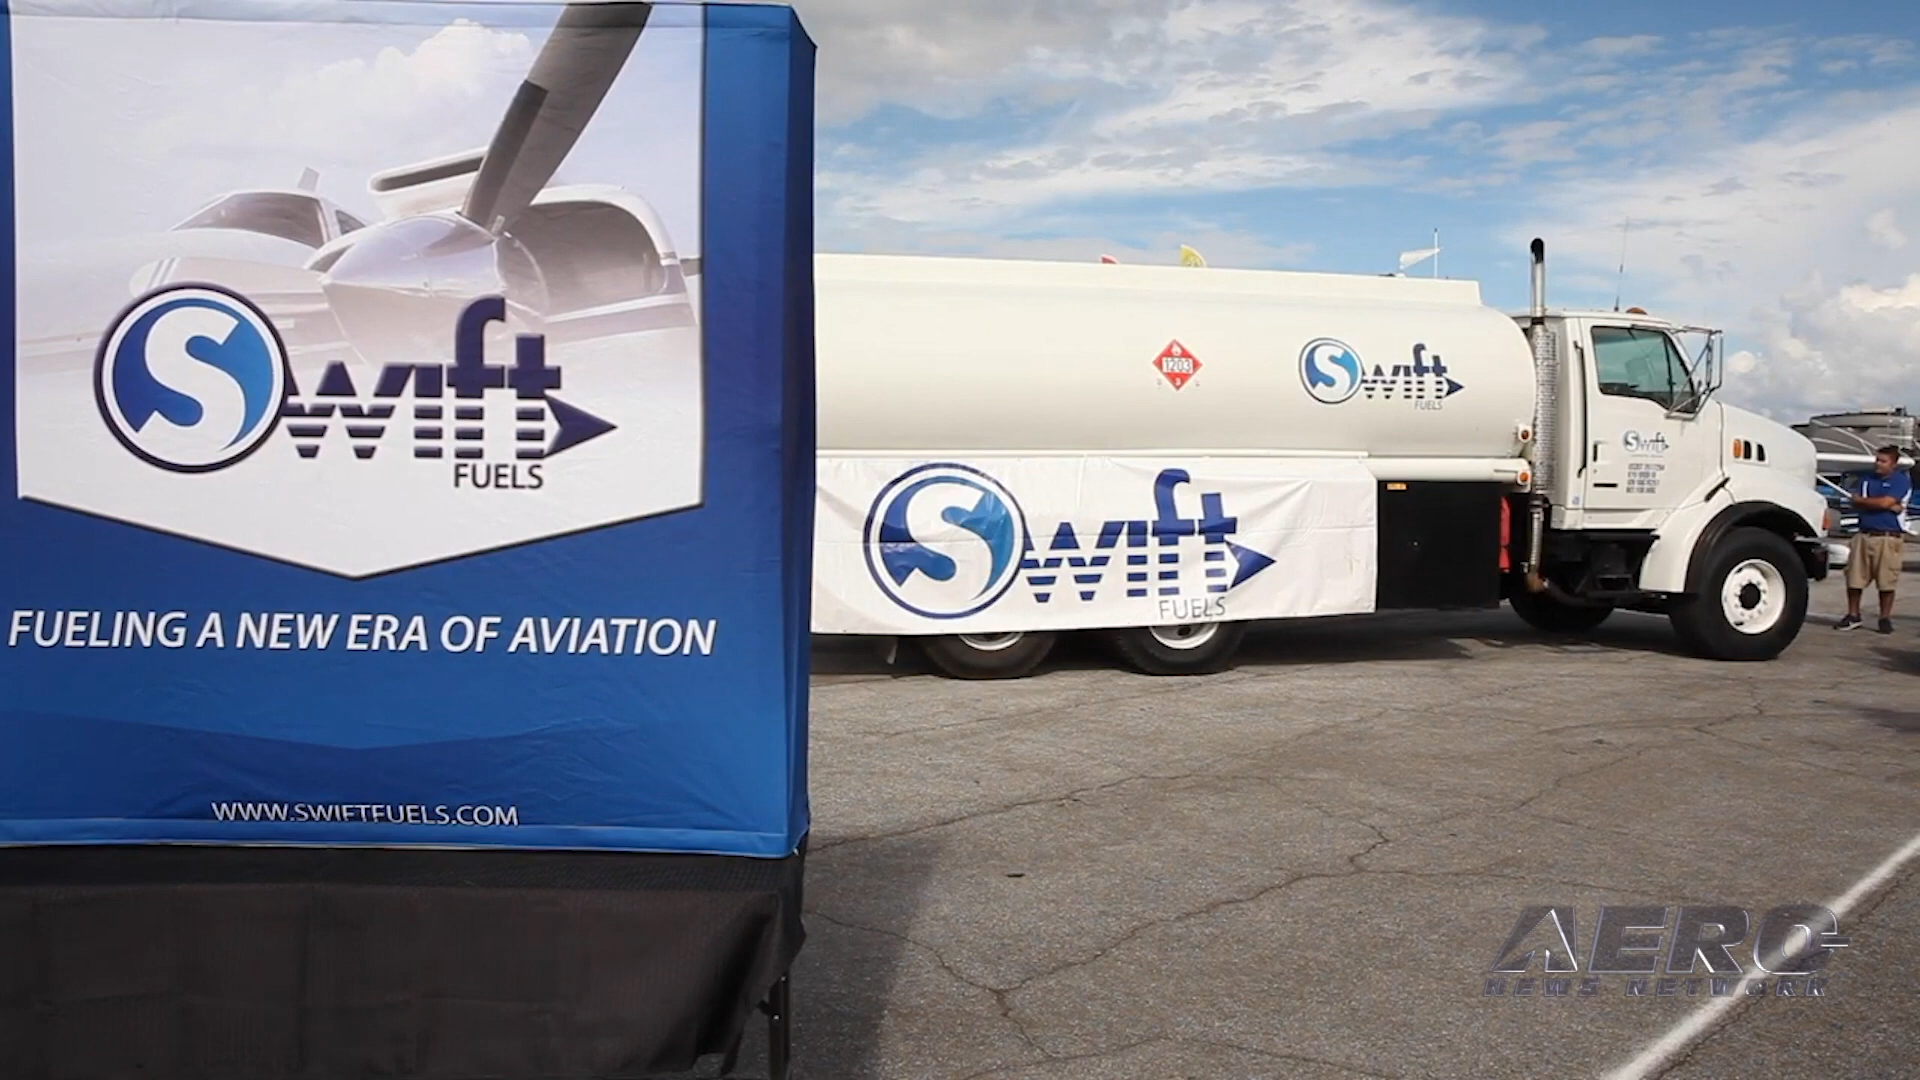 Swift
FUELS
FUELING A NEW ERA OF AVIATION
WWW.SWIFTFUELS.COM
1203
3
Swift
FUELS
Swift
FUELS
Swift
AERO
NEWS NETWORK